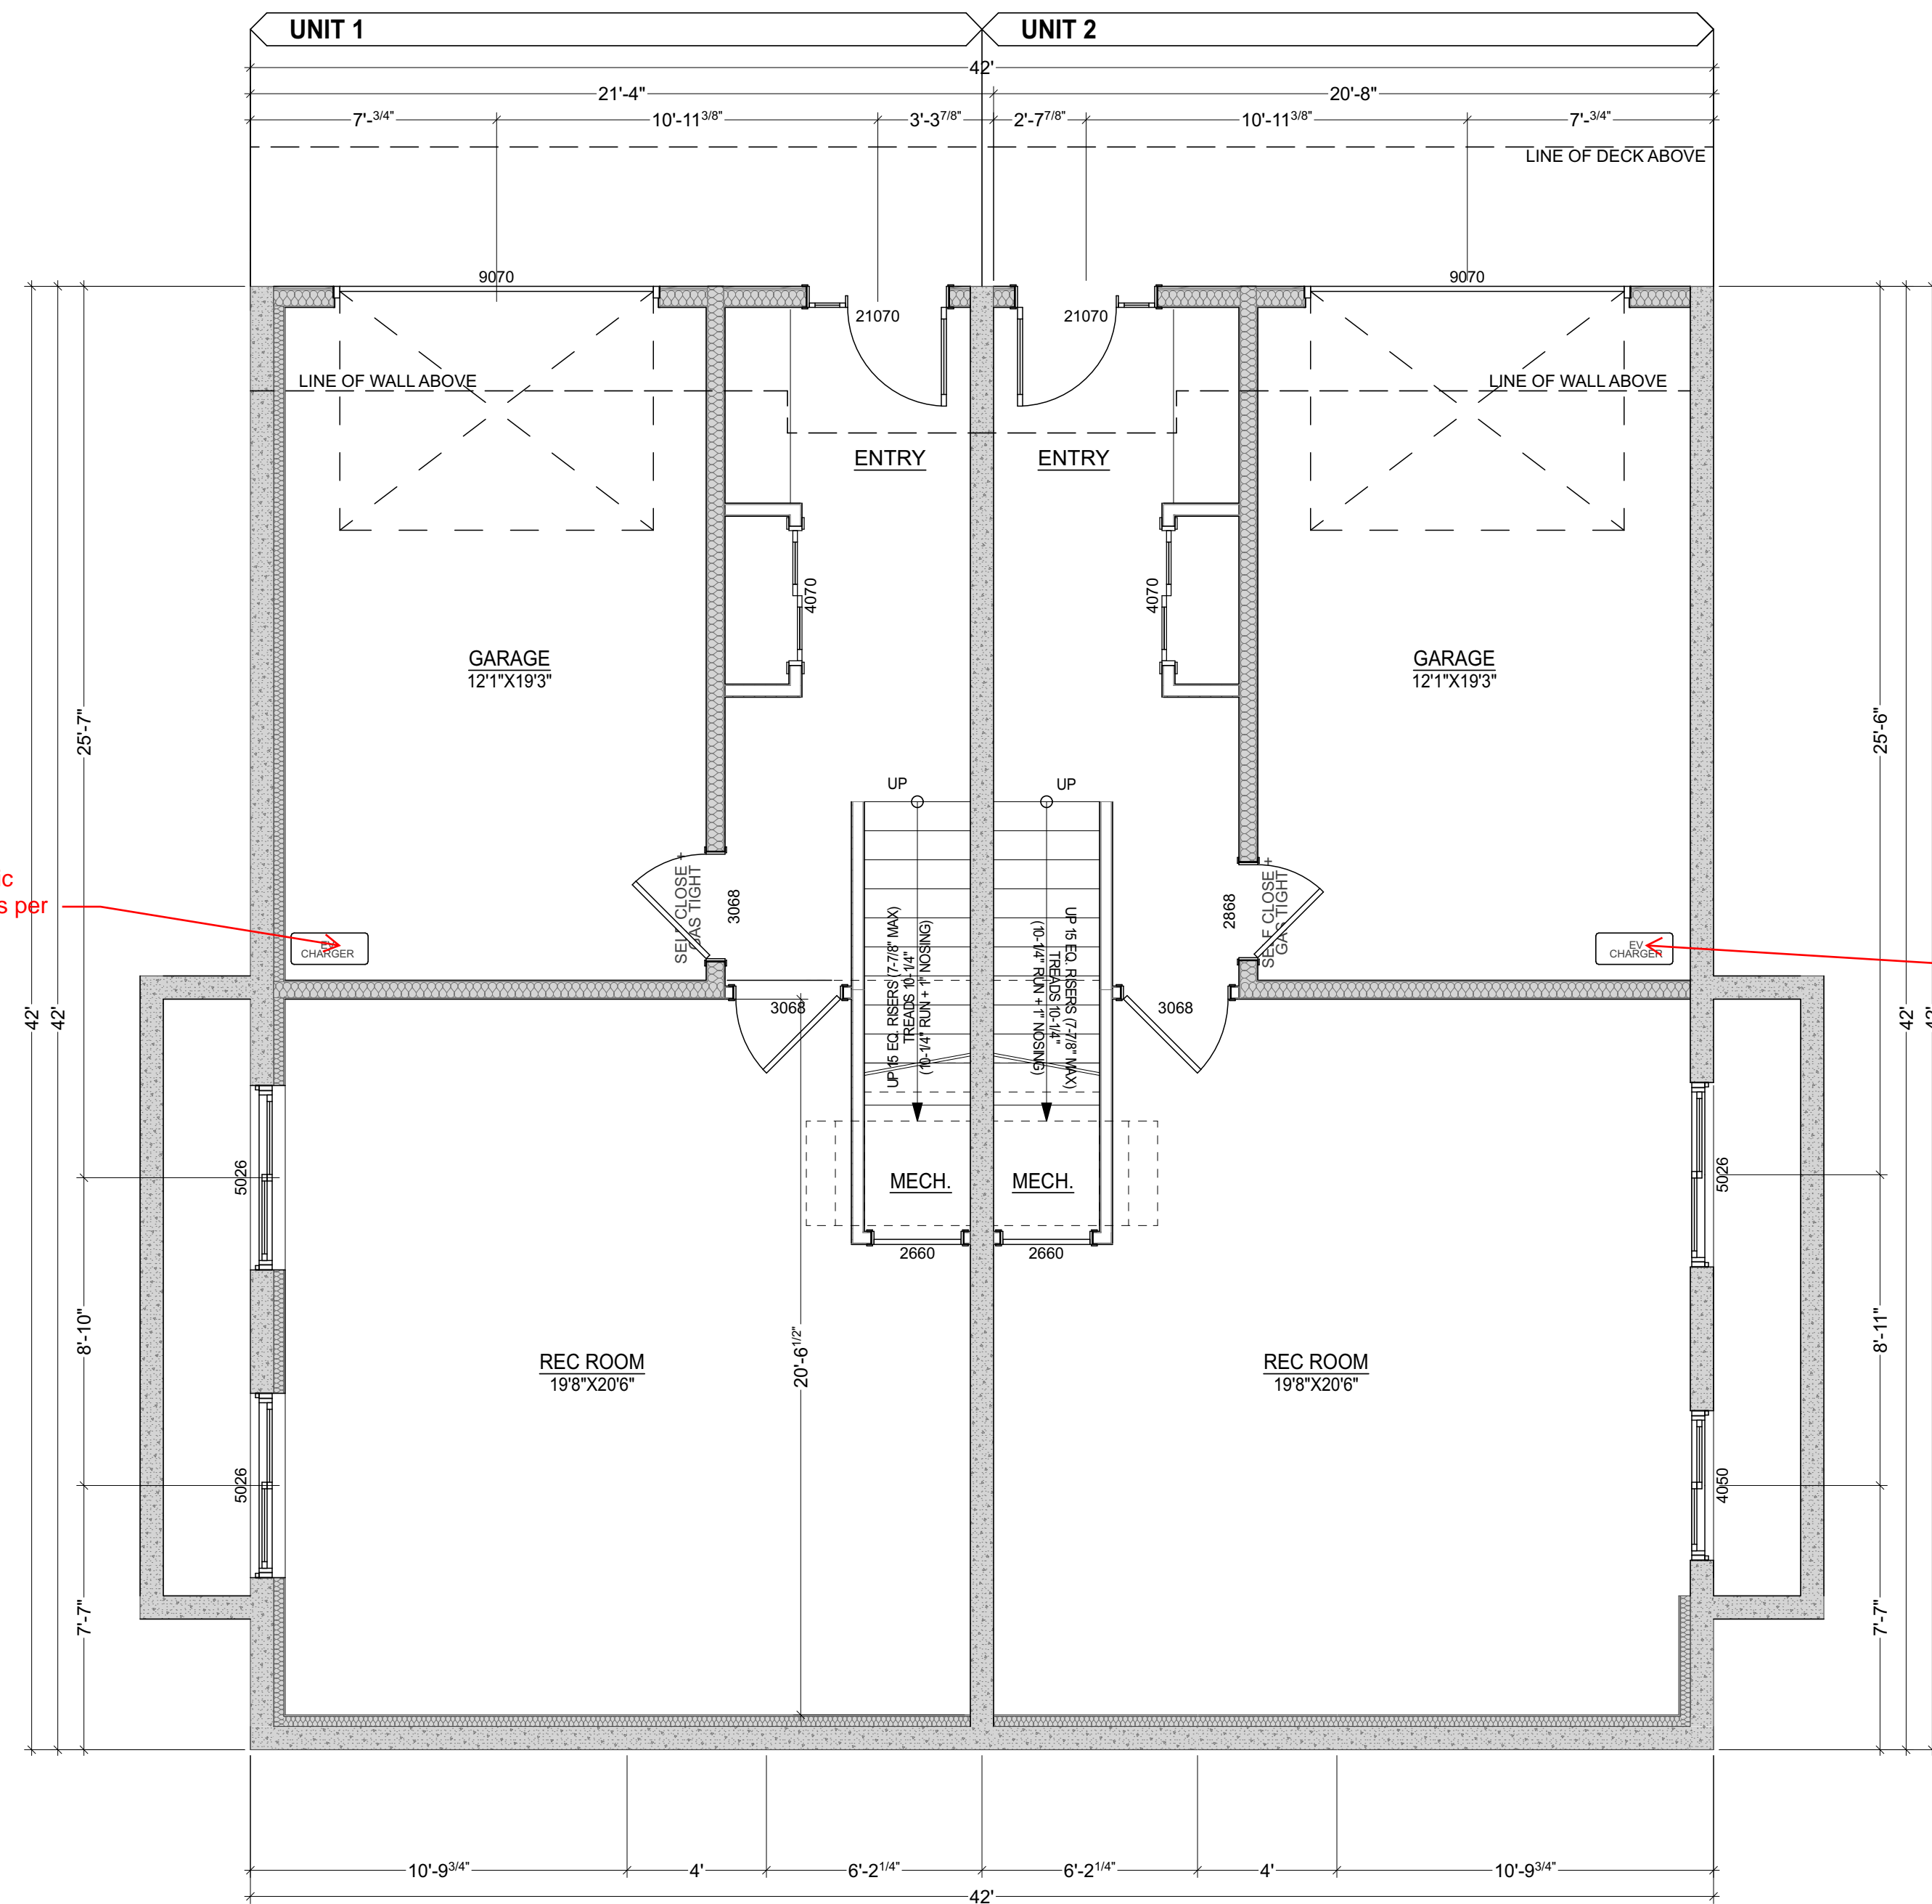 UNIT 1
UNIT 2
42'
21'-4"
20'-8"
7'-3/4"
10'-11 3/8"
3'-3 7/8"
2'-7 7/8"
10'-11 3/8"
7'-3/4"
LINE OF DECK ABOVE
9070
9070
21070
21070
LINE OF WALL ABOVE
LINE OF WALL ABOVE
ENTRY
ENTRY
4070
4070
GARAGE
12'1"X19'3"
GARAGE
12'1"X19'3"
25'-7"
25'-6"
UP
UP
SELF CLOSE +
GAS TIGHT
3068
2868
SELF CLOSE +
GAS TIGHT
ic
s per
EV
CHARGER
EV
CHARGER
UP 15 EQ. RISERS (7-7/8" MAX)
TREADS 10-1/4"
(10-1/4" RUN + 1" NOSING)
UP 15 EQ. RISERS (7-7/8" MAX)
TREADS 10-1/4"
(10-1/4" RUN + 1" NOSING)
3068
3068
42'
42'
42'
42'
5026
5026
MECH.
MECH.
2660
2660
8'-10"
8'-11"
REC ROOM
19'8"X20'6"
20'-6 1/2"
REC ROOM
19'8"X20'6"
5026
4050
7'-7"
7'-7"
10'-9 3/4"
4'
6'-2 1/4"
6'-2 1/4"
4'
10'-9 3/4"
42'